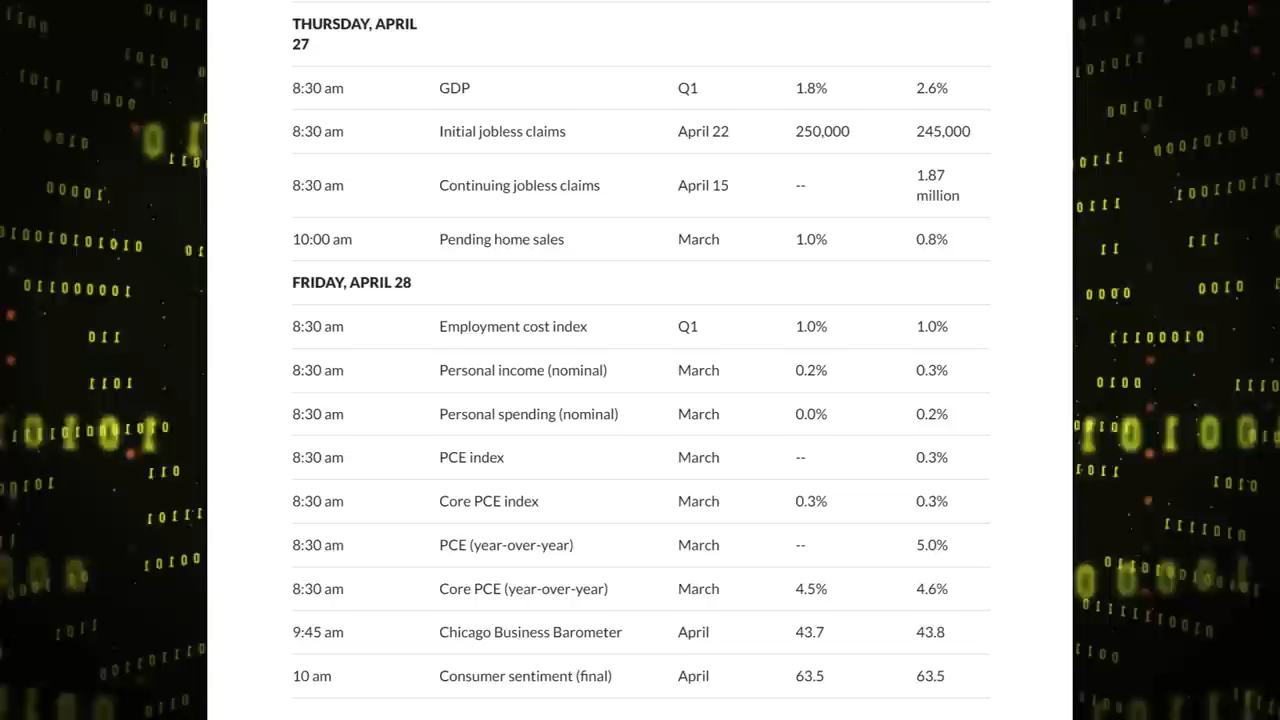 THURSDAY, APRIL
27
8:30 am GDP Q1 1.8% 2.6%
8:30 am Initial jobless claims April 22 250,000 245,000
8:30 am Continuing jobless claims April 15 -- 1.87 million
10:00 am Pending home sales March 1.0% 0.8%
FRIDAY, APRIL 28
8:30 am Employment cost index Q1 1.0% 1.0%
8:30 am Personal income (nominal) March 0.2% 0.3%
8:30 am Personal spending (nominal) March 0.0% 0.2%
8:30 am PCE index March -- 0.3%
8:30 am Core PCE index March 0.3% 0.3%
8:30 am PCE (year-over-year) March -- 5.0%
8:30 am Core PCE (year-over-year) March 4.5% 4.6%
9:45 am Chicago Business Barometer April 43.7 43.8
10 am Consumer sentiment (final) April 63.5 63.5